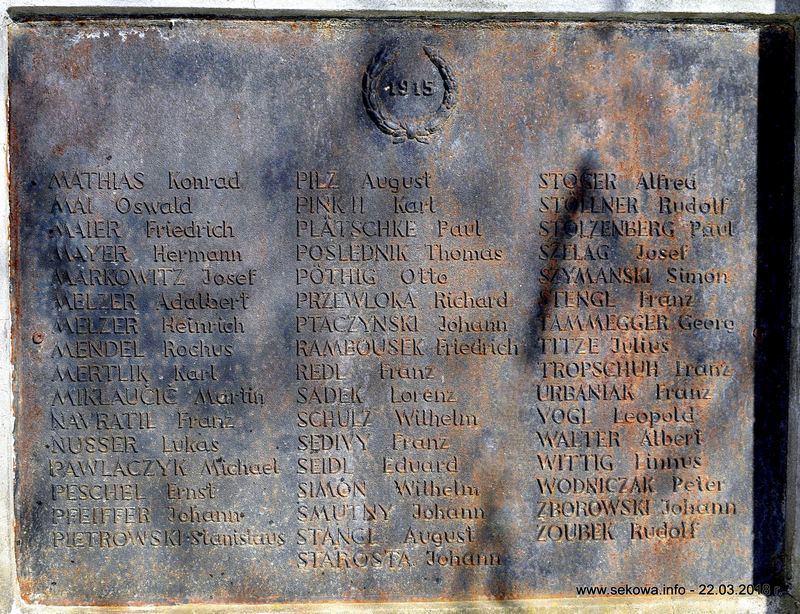 1915
MATHIAS Konrad
MAI Oswald
MAIER Friedrich
MAYER Hermann
MARKOWITZ Josef
MELZER Adalbert
MELZER Heinrich
MENDEL Rochus
MERTLIK Karl
MIKLAUČIČ Martin
NAVRATIL Franz
NUSSER Lukas
PAWLACZYK Michael
PESCHEL Ernst
PFEIFFER Johann
PIETROWSKI Stanislaus
PILZ August
PINK II Karl
PLÄTSCHKE Paul
POSLEDNIK Thomas
PÖTHIG Otto
PRZEWLOKA Richard
PTACZYNSKI Johann
RAMBOUSEK Friedrich
REDL Franz
SADEK Lorenz
SCHULZ Wilhelm
SEDIVY Franz
SEIDL Eduard
SIMÓN Wilhelm
SMUTNY Johann
STANGL August
STAROSTA Johann
STOGER Alfred
STÖLLNER Rudolf
STOLZENBERG Paul
SZELAG Josef
SZYMANSKI Simon
STENGL Franz
TAMMEGGER Georg
TITZE Julius
TROPSCHUH Franz
URBANIAK Franz
VOGL Leopold
WALTER Albert
WITTIG Linnus
WODNICZAK Peter
ZBOROWSKI Johann
ZOUBEK Rudolf
www.sekowa.info - 22.03.2018 r.